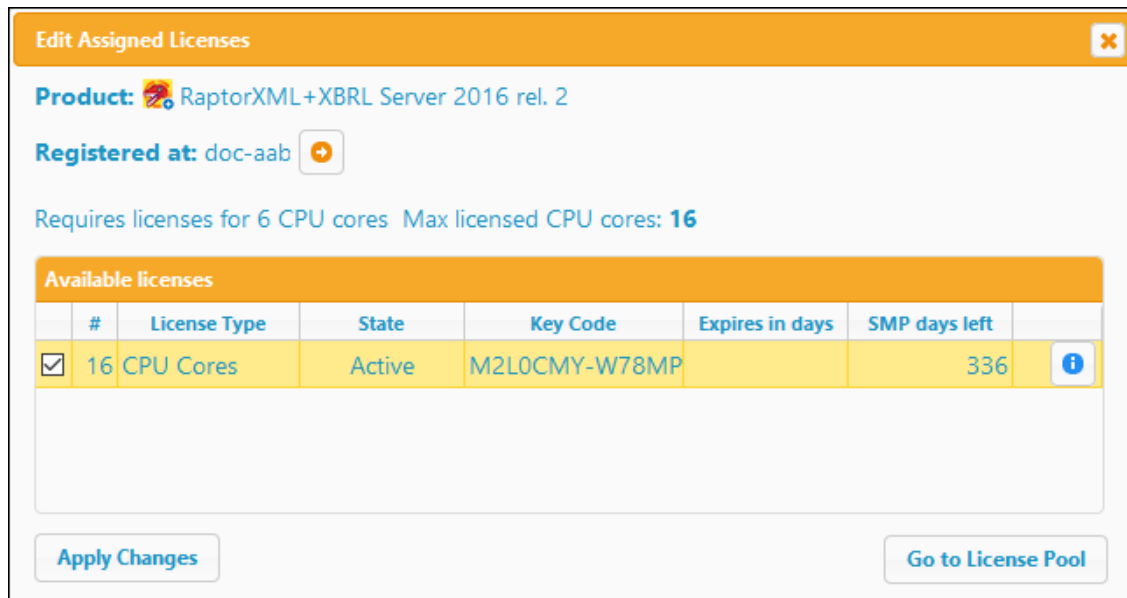 Edit Assigned Licenses
Product: RaptorXML+XBRL Server 2016 rel. 2
Registered at: doc-aab
Requires licenses for 6 CPU cores Max licensed CPU cores: 16
Available licenses
# License Type State Key Code Expires in days SMP days left
16 CPU Cores Active M2L0CMY-W78MP 336
Apply Changes Go to License Pool